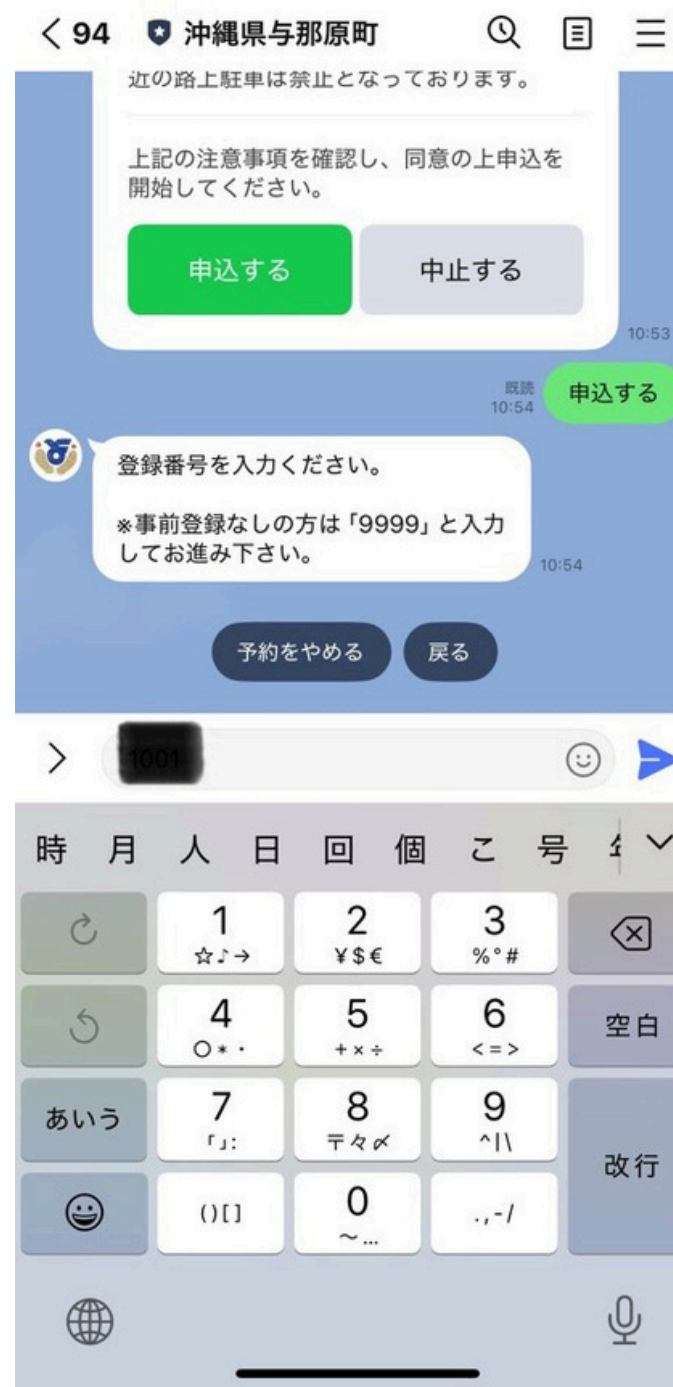 94 沖縄県与那原町
近の路上駐車は禁止となっております。
上記の注意事項を確認し、同意の上申込を
開始してください。
申込する 中止する
10:53
既読
10:54
申込する
登録番号を入力ください。
※事前登録なしの方は「9999」と入力
してお進み下さい。
10:54
予約をやめる 戻る
時 月 人 日 回 個 こ 号
1 2 3
☆♪→ ¥$€ %°#
4 5 6 空白
○*・ +×÷ <=>
あいう 7 8 9
「」: 〒々〆 ^|\
改行
()[] 0 .,-/
〜…